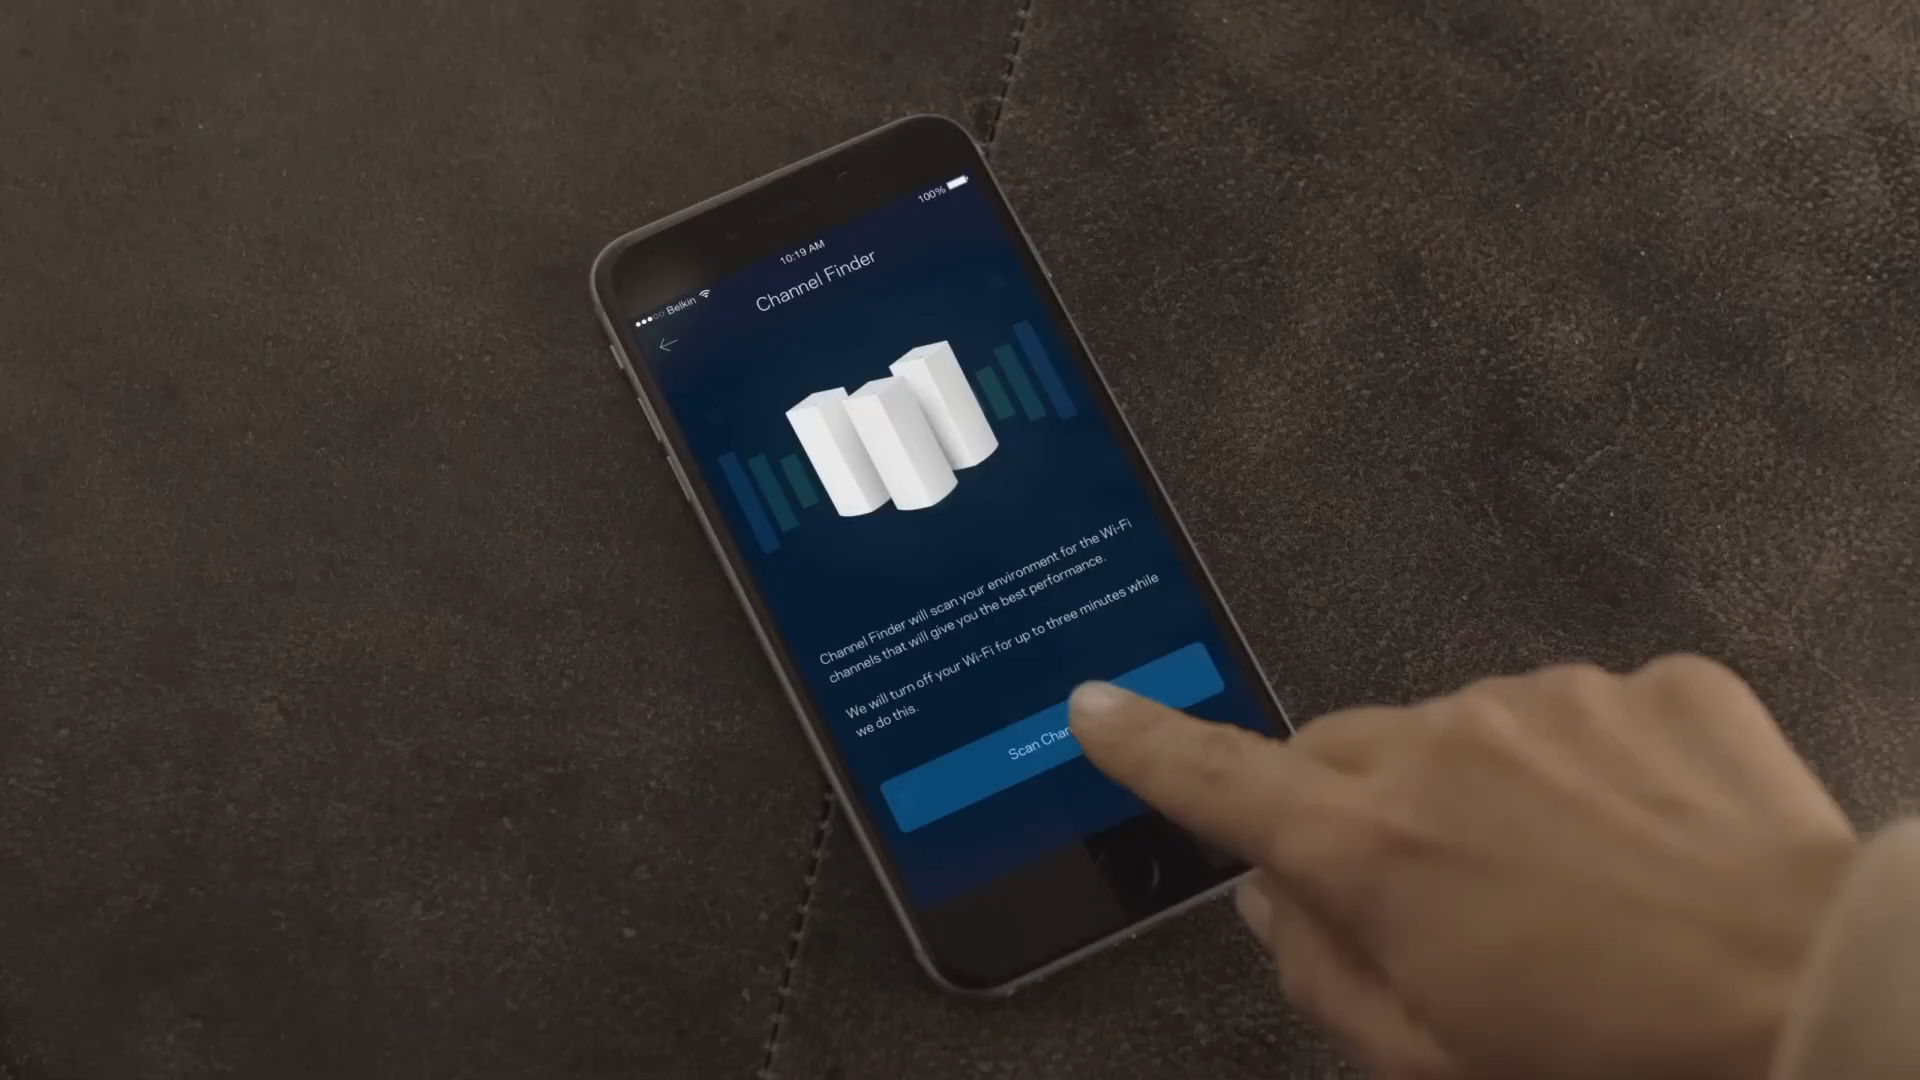 Belkin
10:19 AM
100%
Channel Finder
Channel Finder will scan your environment for the Wi-Fi
channels that will give you the best performance.
We will turn off your Wi-Fi for up to three minutes while
we do this.
Scan